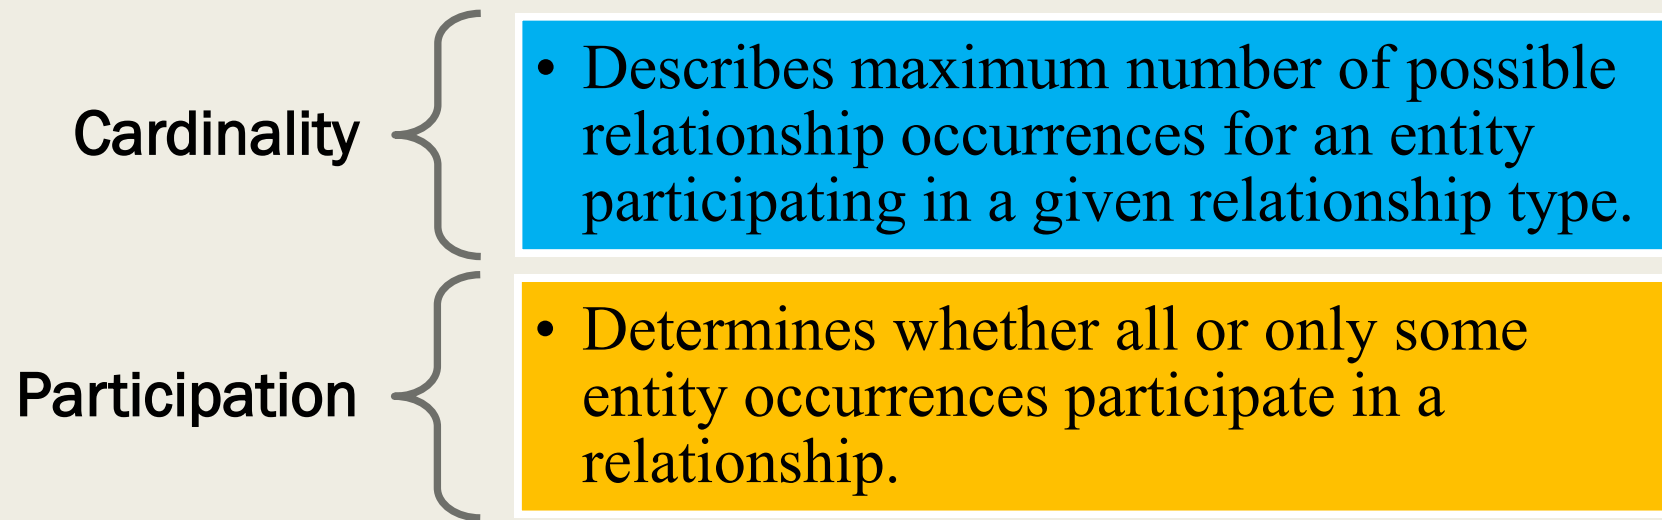 Cardinality
• Describes maximum number of possible
relationship occurrences for an entity
participating in a given relationship type.
Participation
• Determines whether all or only some
entity occurrences participate in a
relationship.